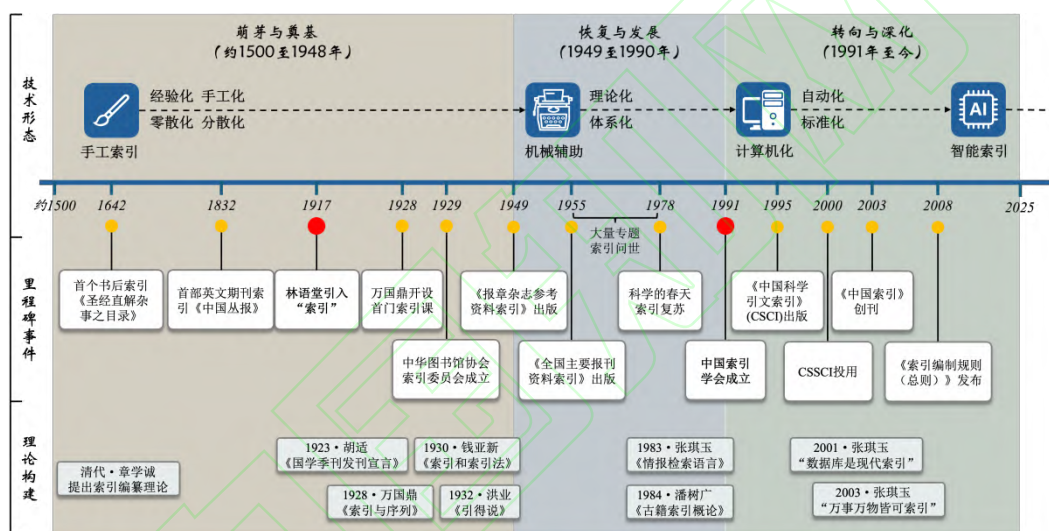 萌芽与奠基
(约1500至1948年)
恢复与发展
(1949至1990年)
转向与深化
(1991年至今)
技术形态
经验化 手工化
零散化 分散化
手工索引
理论化
体系化
机械辅助
自动化
标准化
计算机化
AI
智能索引
约1500
1642
1832
1917
1928
1929
1949
1955
1978
1991
1995
2000
2003
2008
2025
大量专题
索引问世
里程碑事件
首个书后索引
《圣经直解杂
事之目录》
首部英文期刊索
引《中国丛报》
林语堂引入
“索引”
万国鼎开设
首门索引课
中华图书馆协会
索引委员会成立
《报章杂志参考
资料索引》出版
《全国主要报刊
资料索引》出版
科学的春天
索引复苏
中国索引
学会成立
《中国科学
引文索引》
(CSCI)出版
CSSCI投用
《中国索引》
创刊
《索引编制规则
（总则）》发布
理论构建
清代·章学诚
提出索引编纂理论
1923·胡适
《国学季刊发刊宣言》
1928·万国鼎
《索引与序列》
1930·钱亚新
《索引和索引法》
1932·洪业
《引得说》
1983·张琪玉
《情报检索语言》
1984·潘树广
《古籍索引概论》
2001·张琪玉
“数据库是现代索引”
2003·张琪玉
“万事万物皆可索引”